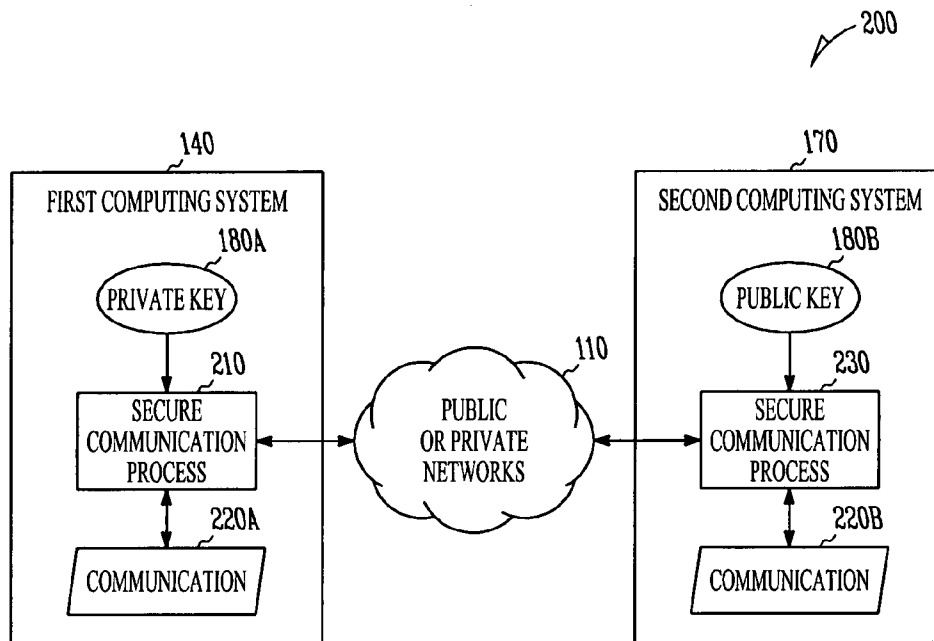 200
140
170
FIRST COMPUTING SYSTEM
SECOND COMPUTING SYSTEM
180A
180B
PRIVATE KEY
PUBLIC KEY
210
110
230
SECURE
COMMUNICATION
PROCESS
PUBLIC
OR PRIVATE
NETWORKS
SECURE
COMMUNICATION
PROCESS
220A
220B
COMMUNICATION
COMMUNICATION